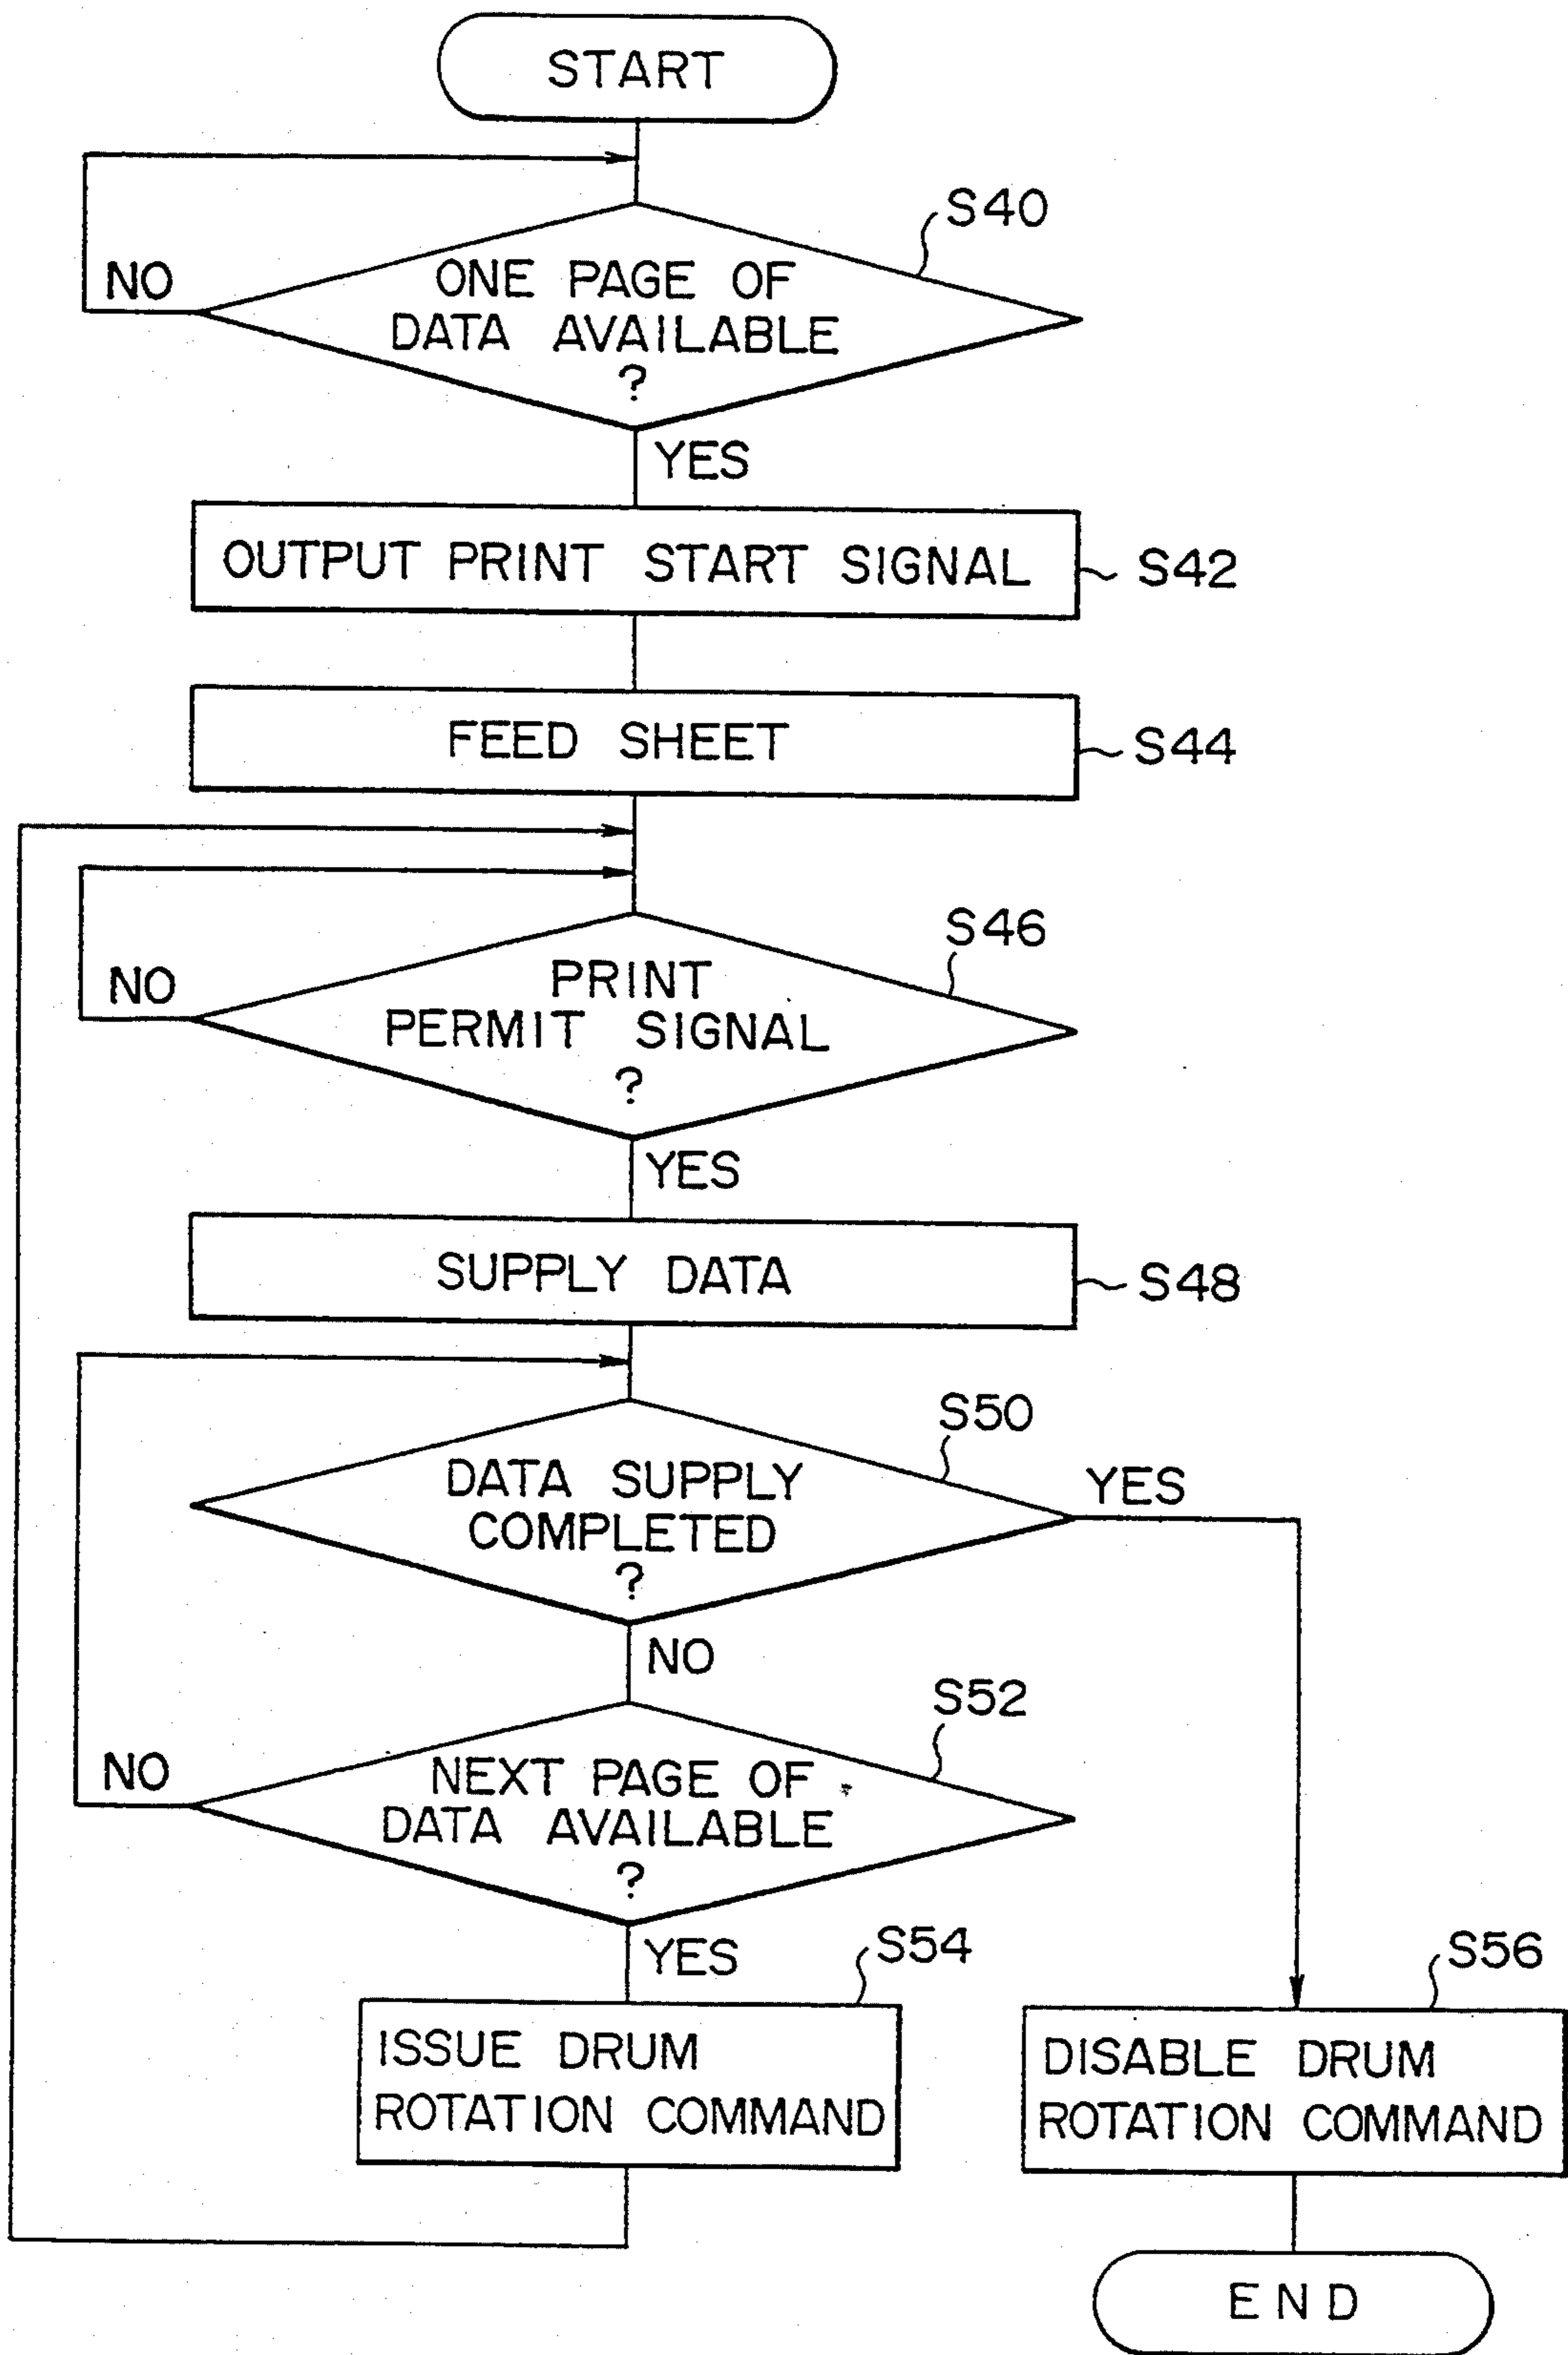 START
S40
NO
ONE PAGE OF
DATA AVAILABLE
?
YES
OUTPUT PRINT START SIGNAL
S42
FEED SHEET
S44
S46
NO
PRINT
PERMIT SIGNAL
?
YES
SUPPLY DATA
S48
S50
DATA SUPPLY
COMPLETED
?
YES
NO
S52
NO
NEXT PAGE OF
DATA AVAILABLE
?
YES
S54
ISSUE DRUM
ROTATION COMMAND
S56
DISABLE DRUM
ROTATION COMMAND
END